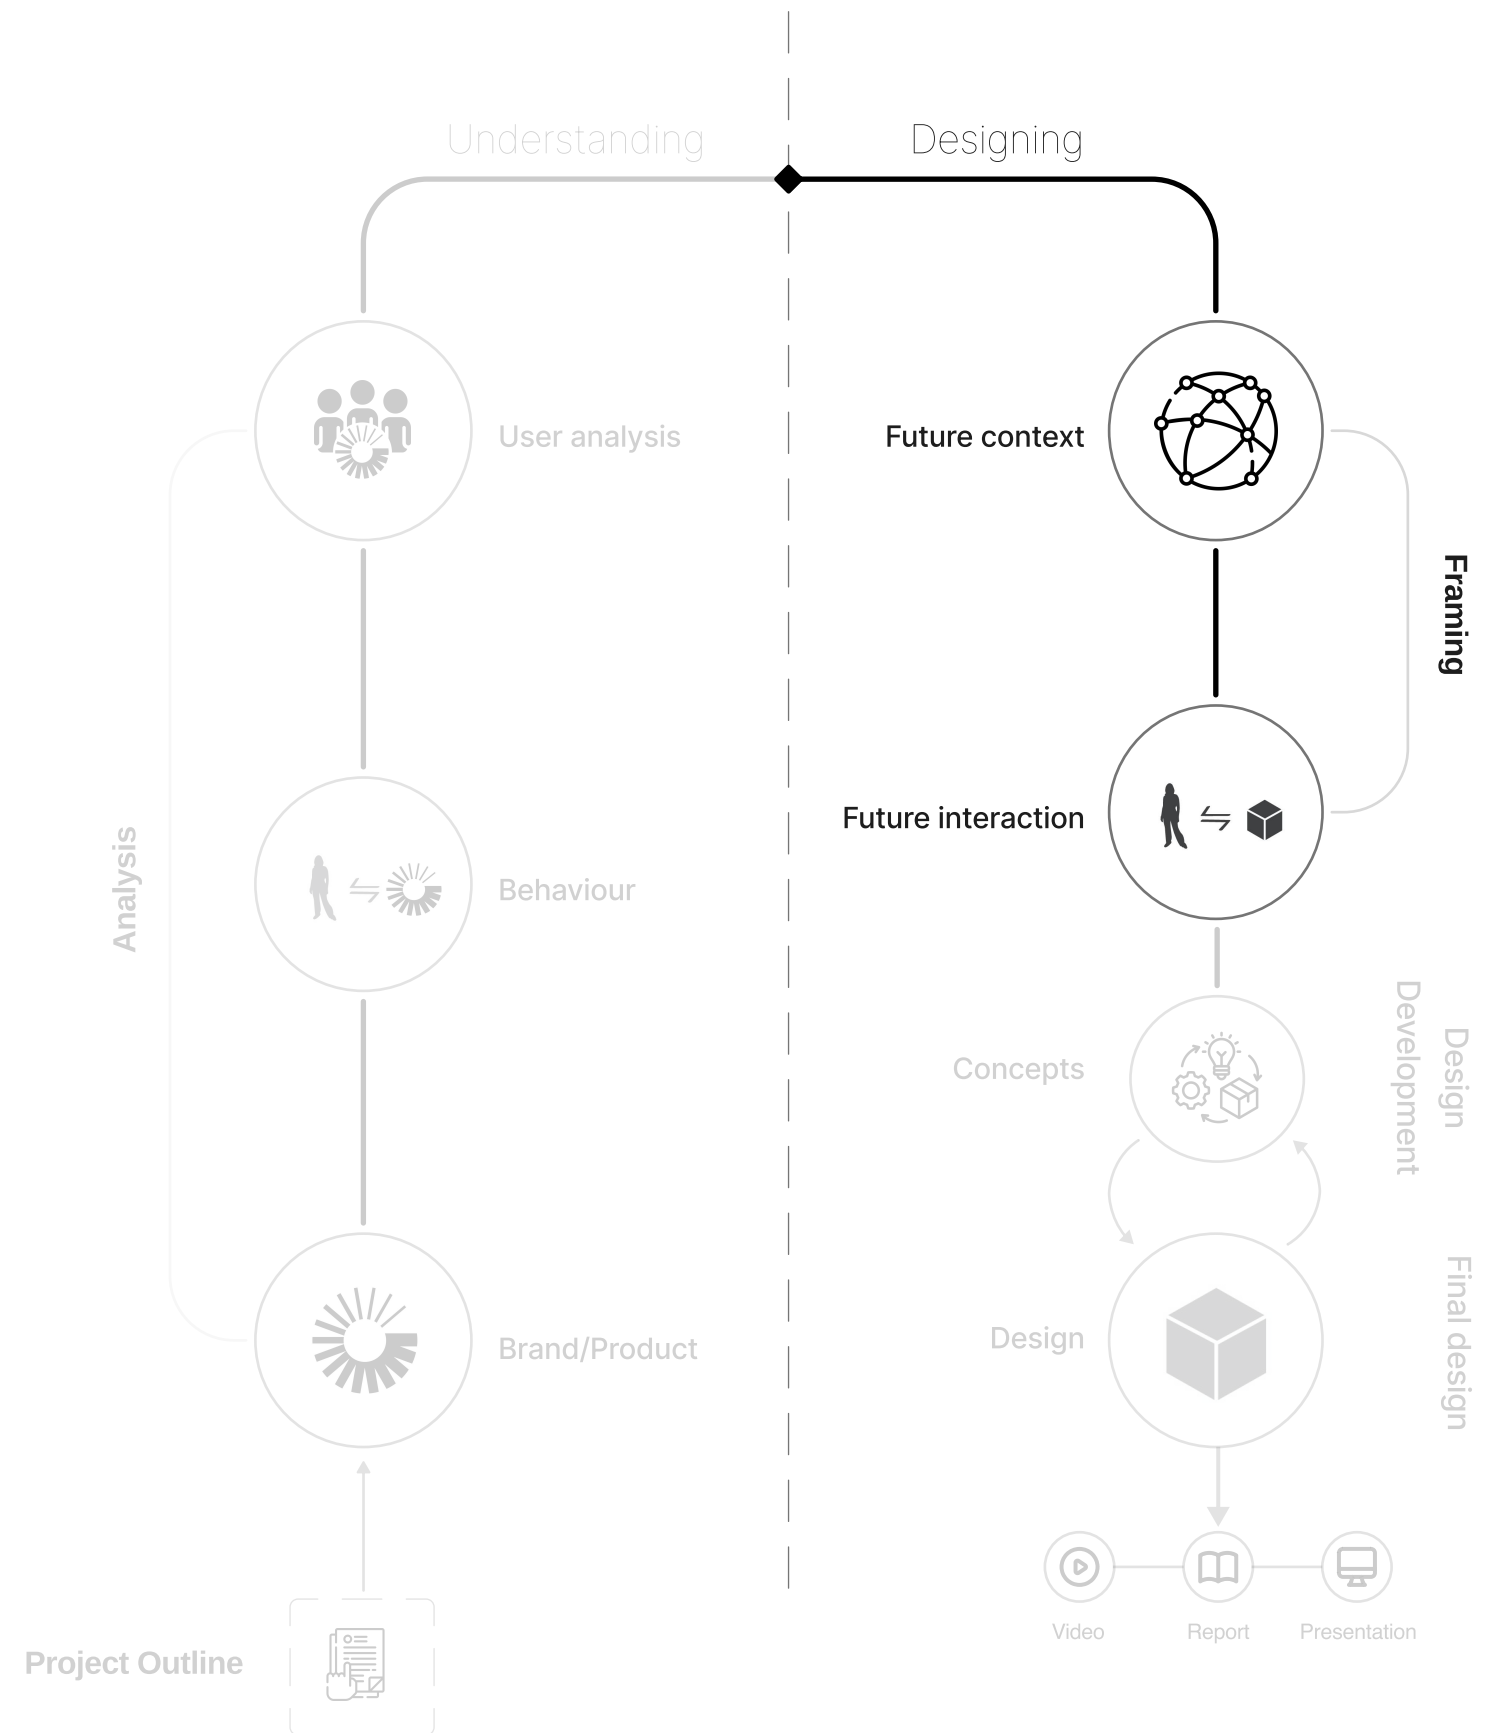 Understanding
Designing
User analysis
Future context
Framing
Future interaction
Analysis
Behaviour
Concepts
Design
Development
Brand/Product
Design
Final design
Video
Report
Presentation
Project Outline